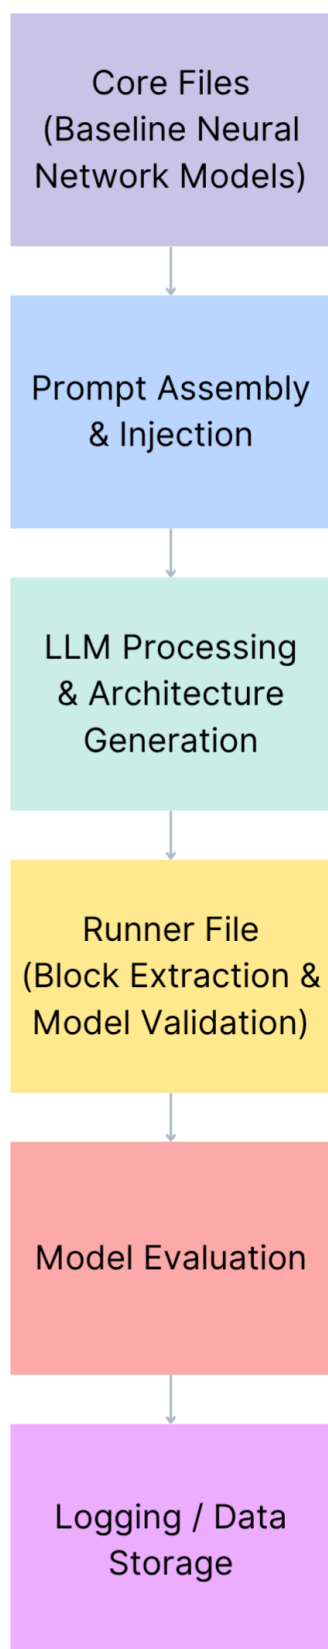 Core Files
(Baseline Neural
Network Models)
Prompt Assembly
& Injection
LLM Processing
& Architecture
Generation
Runner File
(Block Extraction &
Model Validation)
Model Evaluation
Logging / Data
Storage